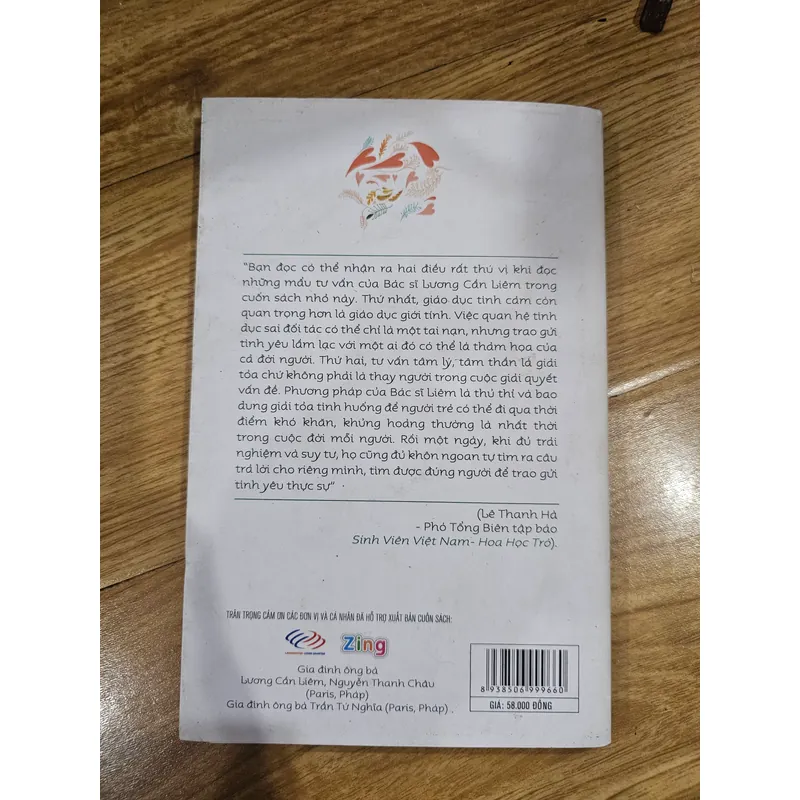 "Bạn đọc có thể nhận ra hai điều rất thú vị khi đọc
những mẩu tư vấn của Bác sĩ Lương Cần Liêm trong
cuốn sách nhỏ này. Thứ nhất, giáo dục tình cảm còn
quan trọng hơn là giáo dục giới tính. Việc quan hệ tình
dục sai đối tác có thể chỉ là một tai nạn, nhưng trao gửi
tình yêu lầm lạc với một ai đó có thể là thảm họa của
cả đời người. Thứ hai, tư vấn tâm lý, tâm thần là giải
tỏa chứ không phải là thay người trong cuộc giải quyết
vấn đề. Phương pháp của Bác sĩ Liêm là thủ thỉ và bao
dung giải tỏa tình huống để người trẻ có thể đi qua thời
điểm khó khăn, khủng hoảng thường là nhất thời
trong cuộc đời mỗi người. Rồi một ngày, khi đủ trải
nghiệm và suy tư, họ cũng đủ khôn ngoan tự tìm ra câu
trả lời cho riêng mình, tìm được đúng người để trao gửi
tình yêu thực sự"
(Lê Thanh Hà
- Phó Tổng Biên tập báo
Sinh Viên Việt Nam- Hoa Học Trò).
TRÂN TRỌNG CẢM ƠN CÁC ĐƠN VỊ VÀ CÁ NHÂN ĐÃ HỖ TRỢ XUẤT BẢN CUỐN SÁCH:
Zing
Gia đình ông bà
Lương Cần Liêm, Nguyễn Thanh Châu
(Paris, Pháp)
Gia đình ông bà Trần Tứ Nghĩa (Paris, Pháp)
8 938506 999660
GIÁ: 58.000 ĐỒNG